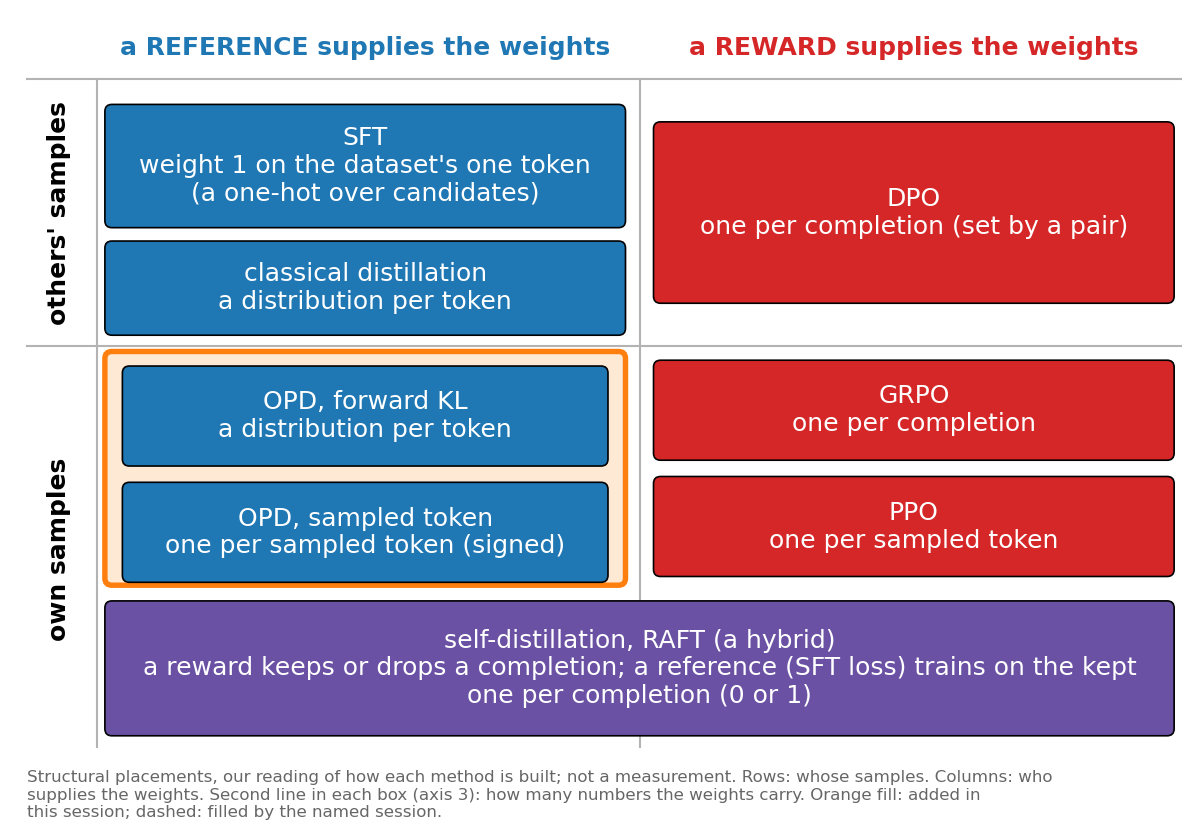 a REFERENCE supplies the weights
a REWARD supplies the weights
others' samples
SFT
weight 1 on the dataset's one token
(a one-hot over candidates)
classical distillation
a distribution per token
DPO
one per completion (set by a pair)
own samples
OPD, forward KL
a distribution per token
OPD, sampled token
one per sampled token (signed)
GRPO
one per completion
PPO
one per sampled token
self-distillation, RAFT (a hybrid)
a reward keeps or drops a completion; a reference (SFT loss) trains on the kept
one per completion (0 or 1)
Structural placements, our reading of how each method is built; not a measurement. Rows: whose samples. Columns: who
supplies the weights. Second line in each box (axis 3): how many numbers the weights carry. Orange fill: added in
this session; dashed: filled by the named session.